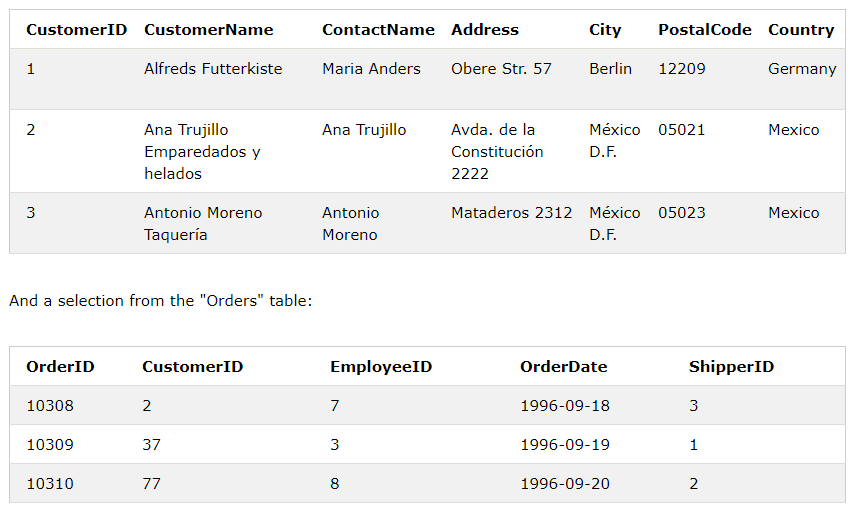 CustomerID CustomerName ContactName Address City PostalCode Country
1 Alfreds Futterkiste Maria Anders Obere Str. 57 Berlin 12209 Germany
2 Ana Trujillo Ana Trujillo Avda. de la México 05021 Mexico
Emparedados y Constitución D.F.
helados 2222
3 Antonio Moreno Antonio Mataderos 2312 México 05023 Mexico
Taquería Moreno D.F.
And a selection from the "Orders" table:
OrderID CustomerID EmployeeID OrderDate ShipperID
10308 2 7 1996-09-18 3
10309 37 3 1996-09-19 1
10310 77 8 1996-09-20 2